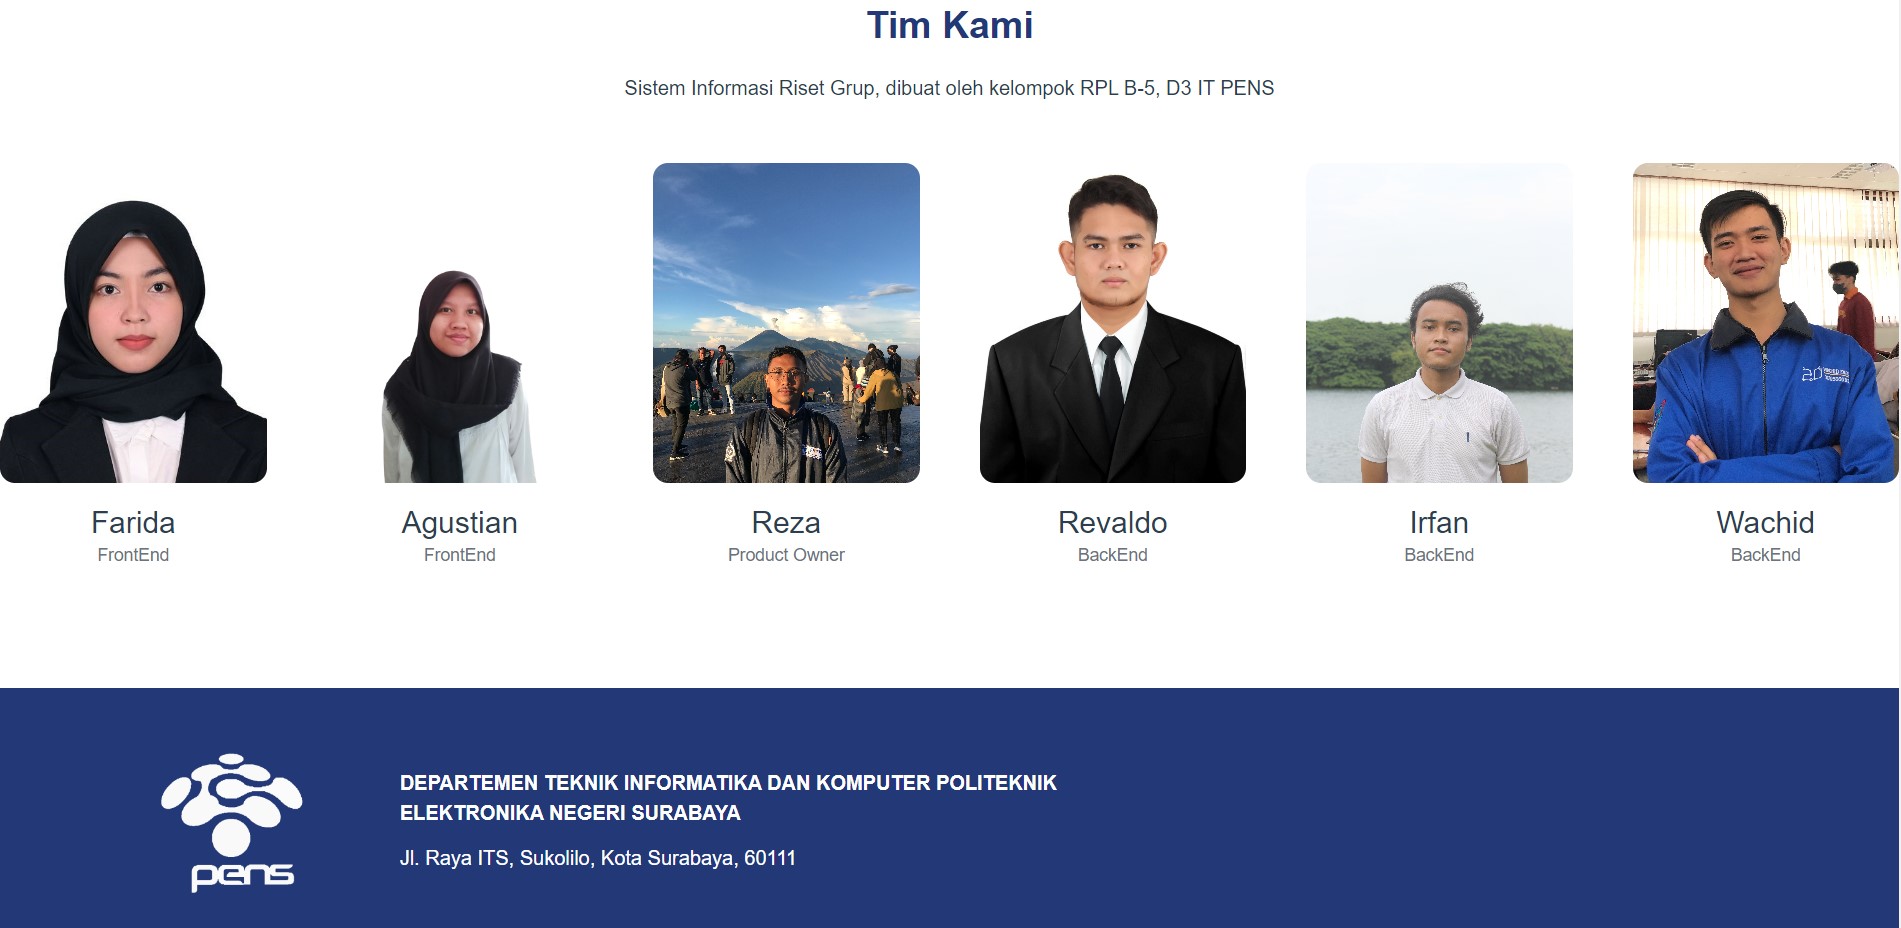 Tim Kami
Sistem Informasi Riset Grup, dibuat oleh kelompok RPL B-5, D3 IT PENS
Farida
FrontEnd
Agustian
FrontEnd
Reza
Product Owner
Revaldo
BackEnd
Irfan
BackEnd
Wachid
BackEnd
pens
DEPARTEMEN TEKNIK INFORMATIKA DAN KOMPUTER POLITEKNIK
ELEKTRONIKA NEGERI SURABAYA
Jl. Raya ITS, Sukolilo, Kota Surabaya, 60111